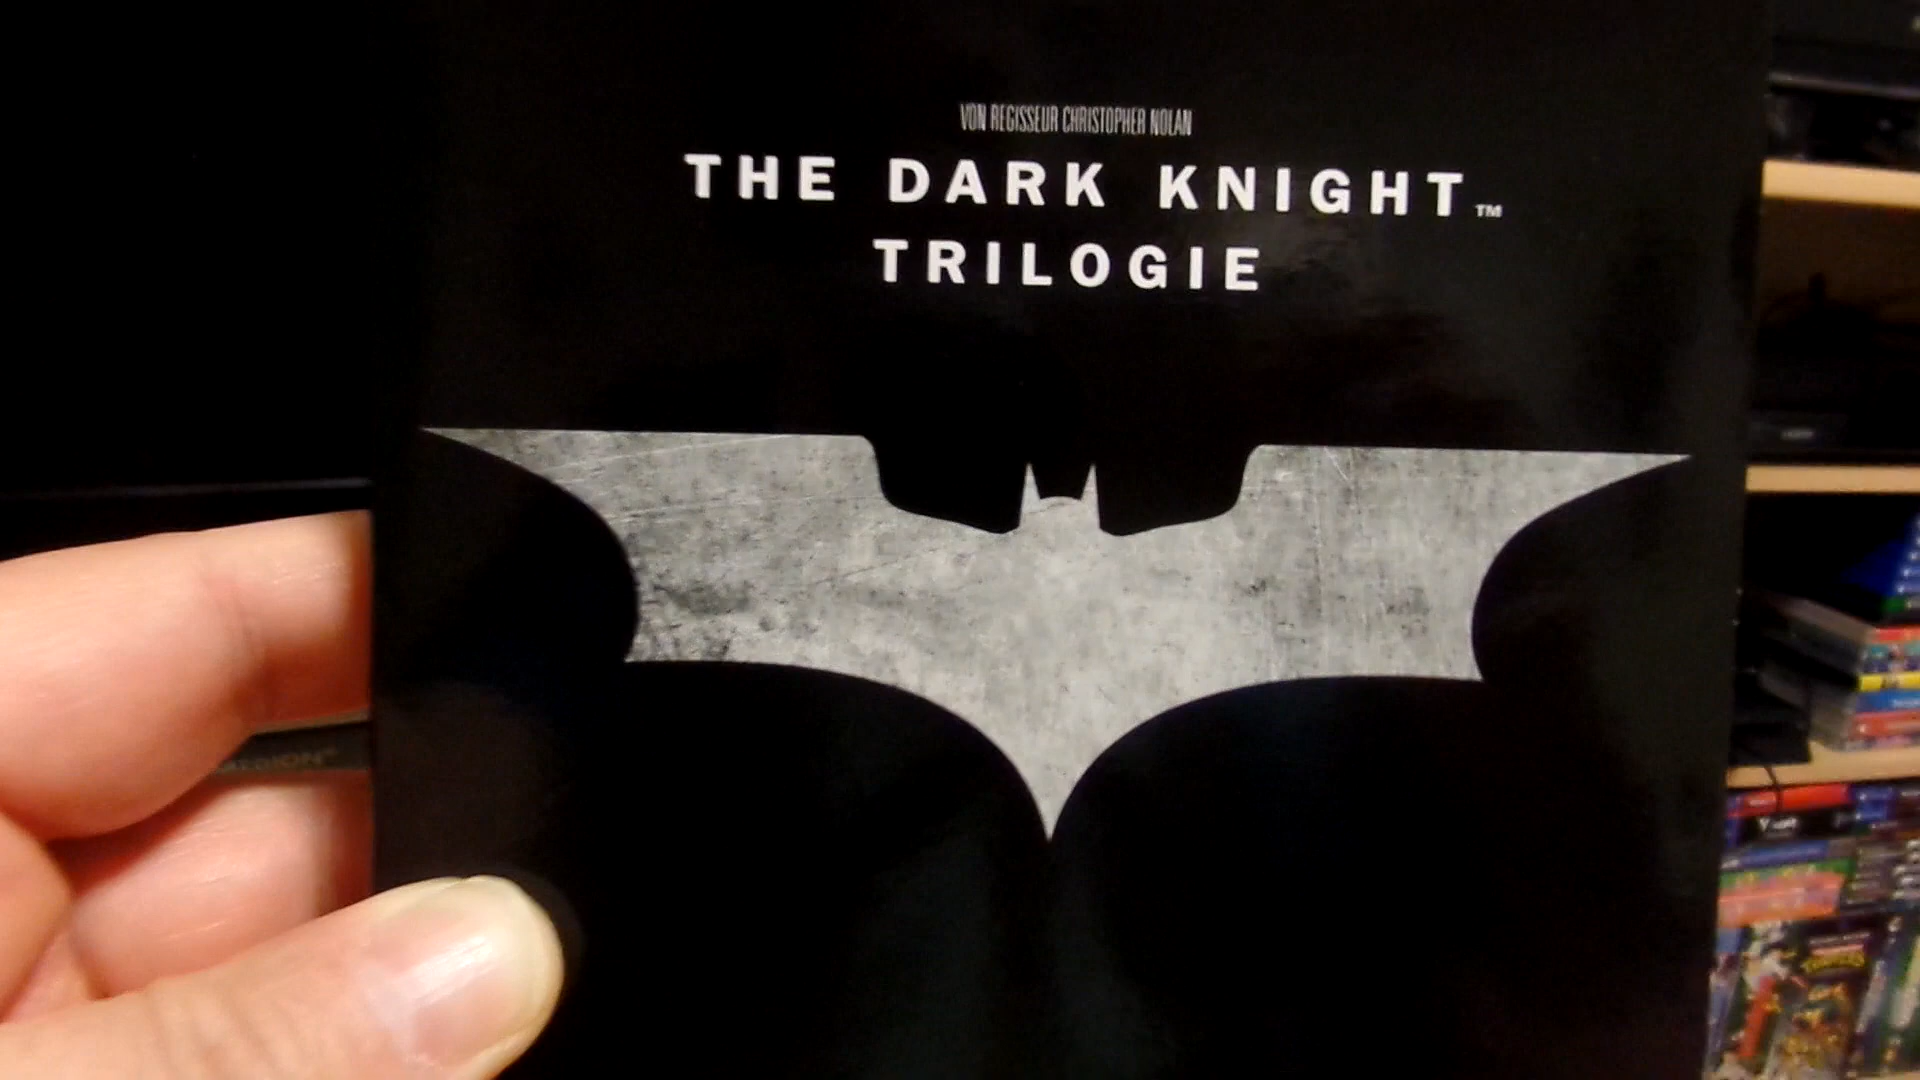 VON REGISSEUR CHRISTOPHER NOLAN
THE DARK KNIGHT™
TRILOGIE